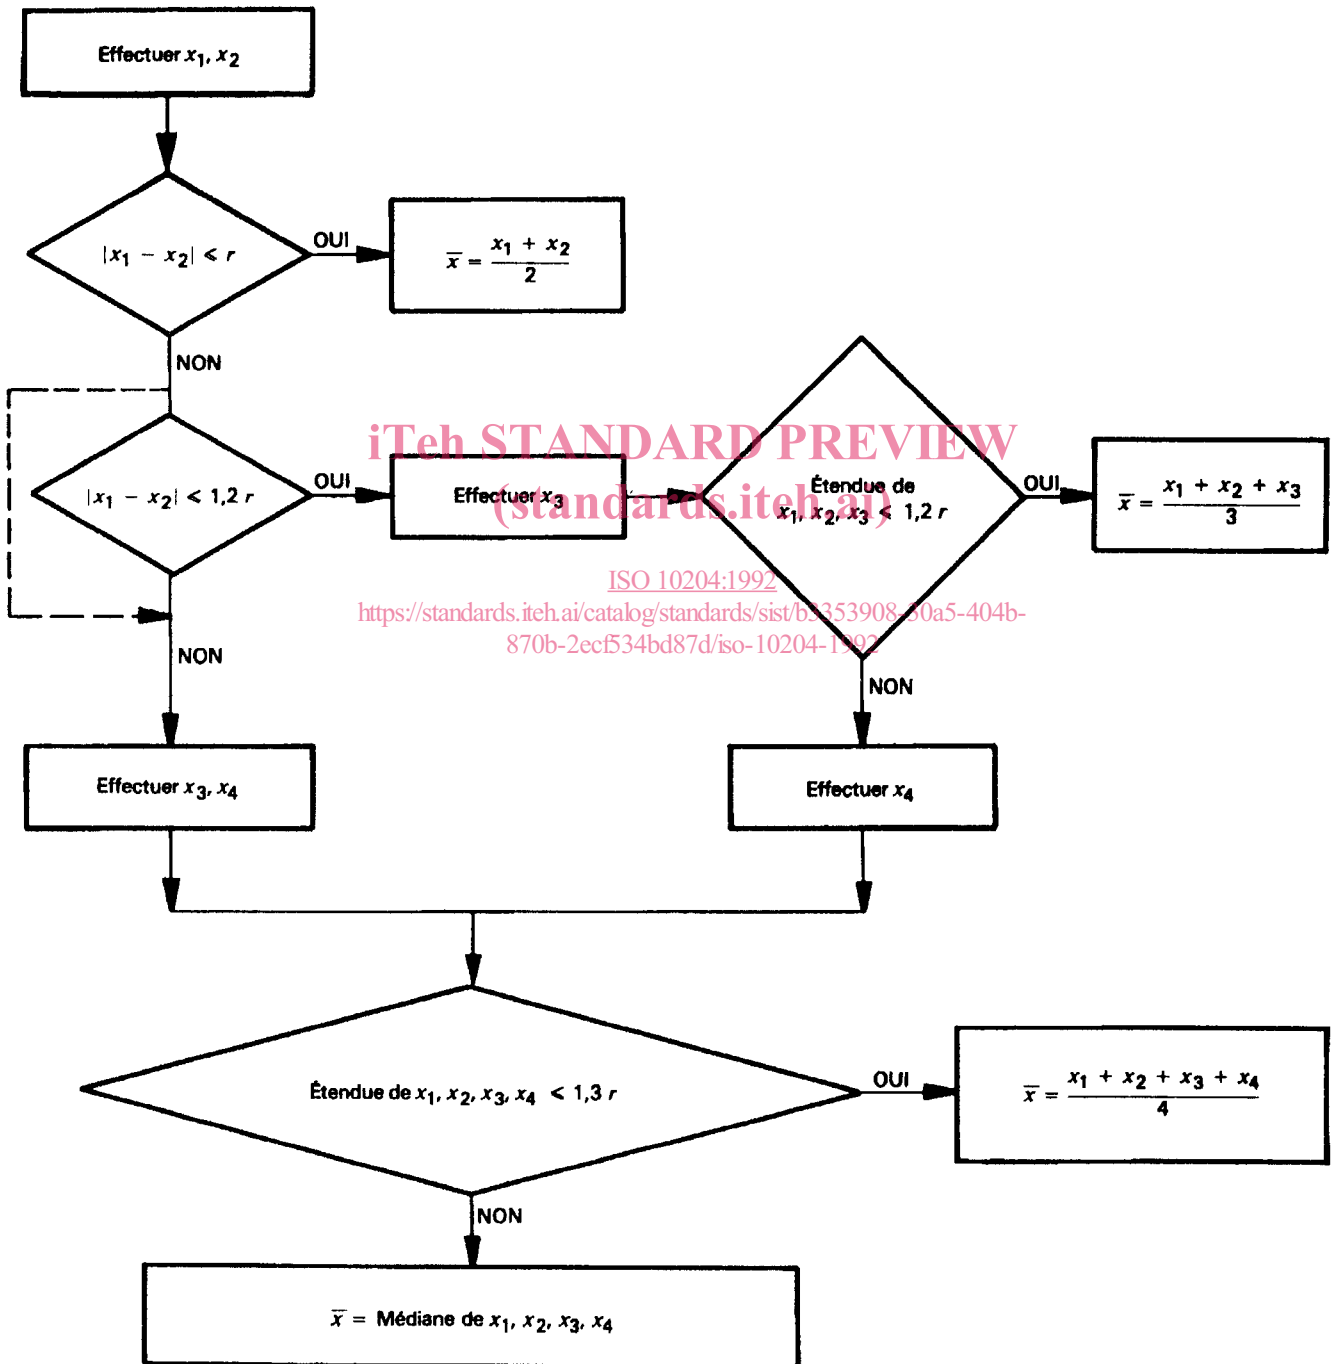 Effectuer x₁, x₂
|x₁ − x₂| ≤ r
OUI
x̅ = (x₁ + x₂) / 2
NON
|x₁ − x₂| < 1,2 r
OUI
Effectuer x₃
Étendue de
x₁, x₂, x₃ < 1,2 r
OUI
x̅ = (x₁ + x₂ + x₃) / 3
iTeh STANDARD PREVIEW
(standards.iteh.ai)
ISO 10204:1992
https://standards.iteh.ai/catalog/standards/sist/b3353908-30a5-404b-
870b-2ecf534bd87d/iso-10204-1992
NON
NON
Effectuer x₃, x₄
Effectuer x₄
Étendue de x₁, x₂, x₃, x₄ < 1,3 r
OUI
x̅ = (x₁ + x₂ + x₃ + x₄) / 4
NON
x̅ = Médiane de x₁, x₂, x₃, x₄